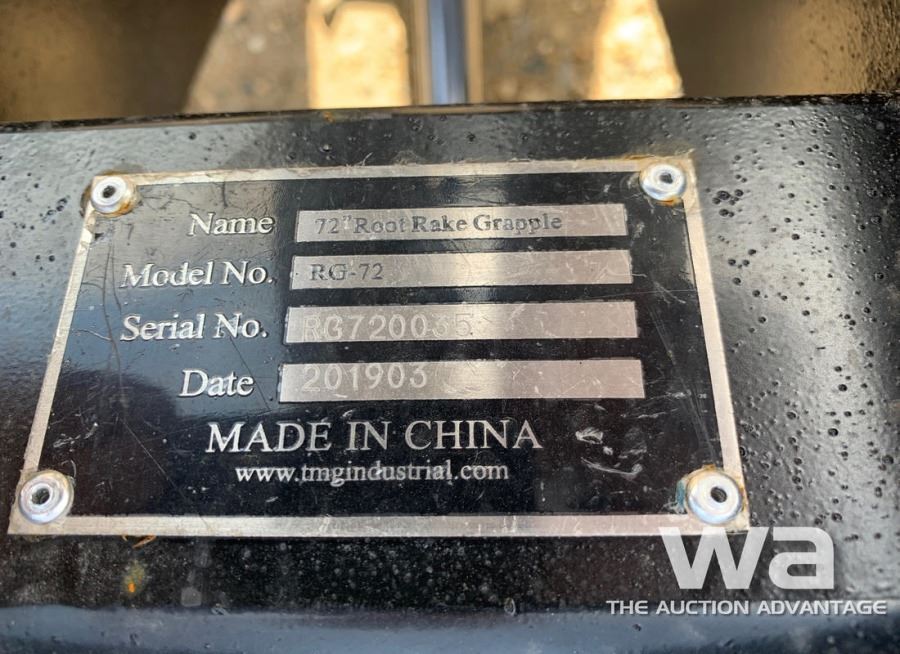 Name 72" Root Rake Grapple
Model No. RG-72
Serial No. RG720035
Date 201903
MADE IN CHINA
www.tmgindustrial.com
wa
THE AUCTION ADVANTAGE